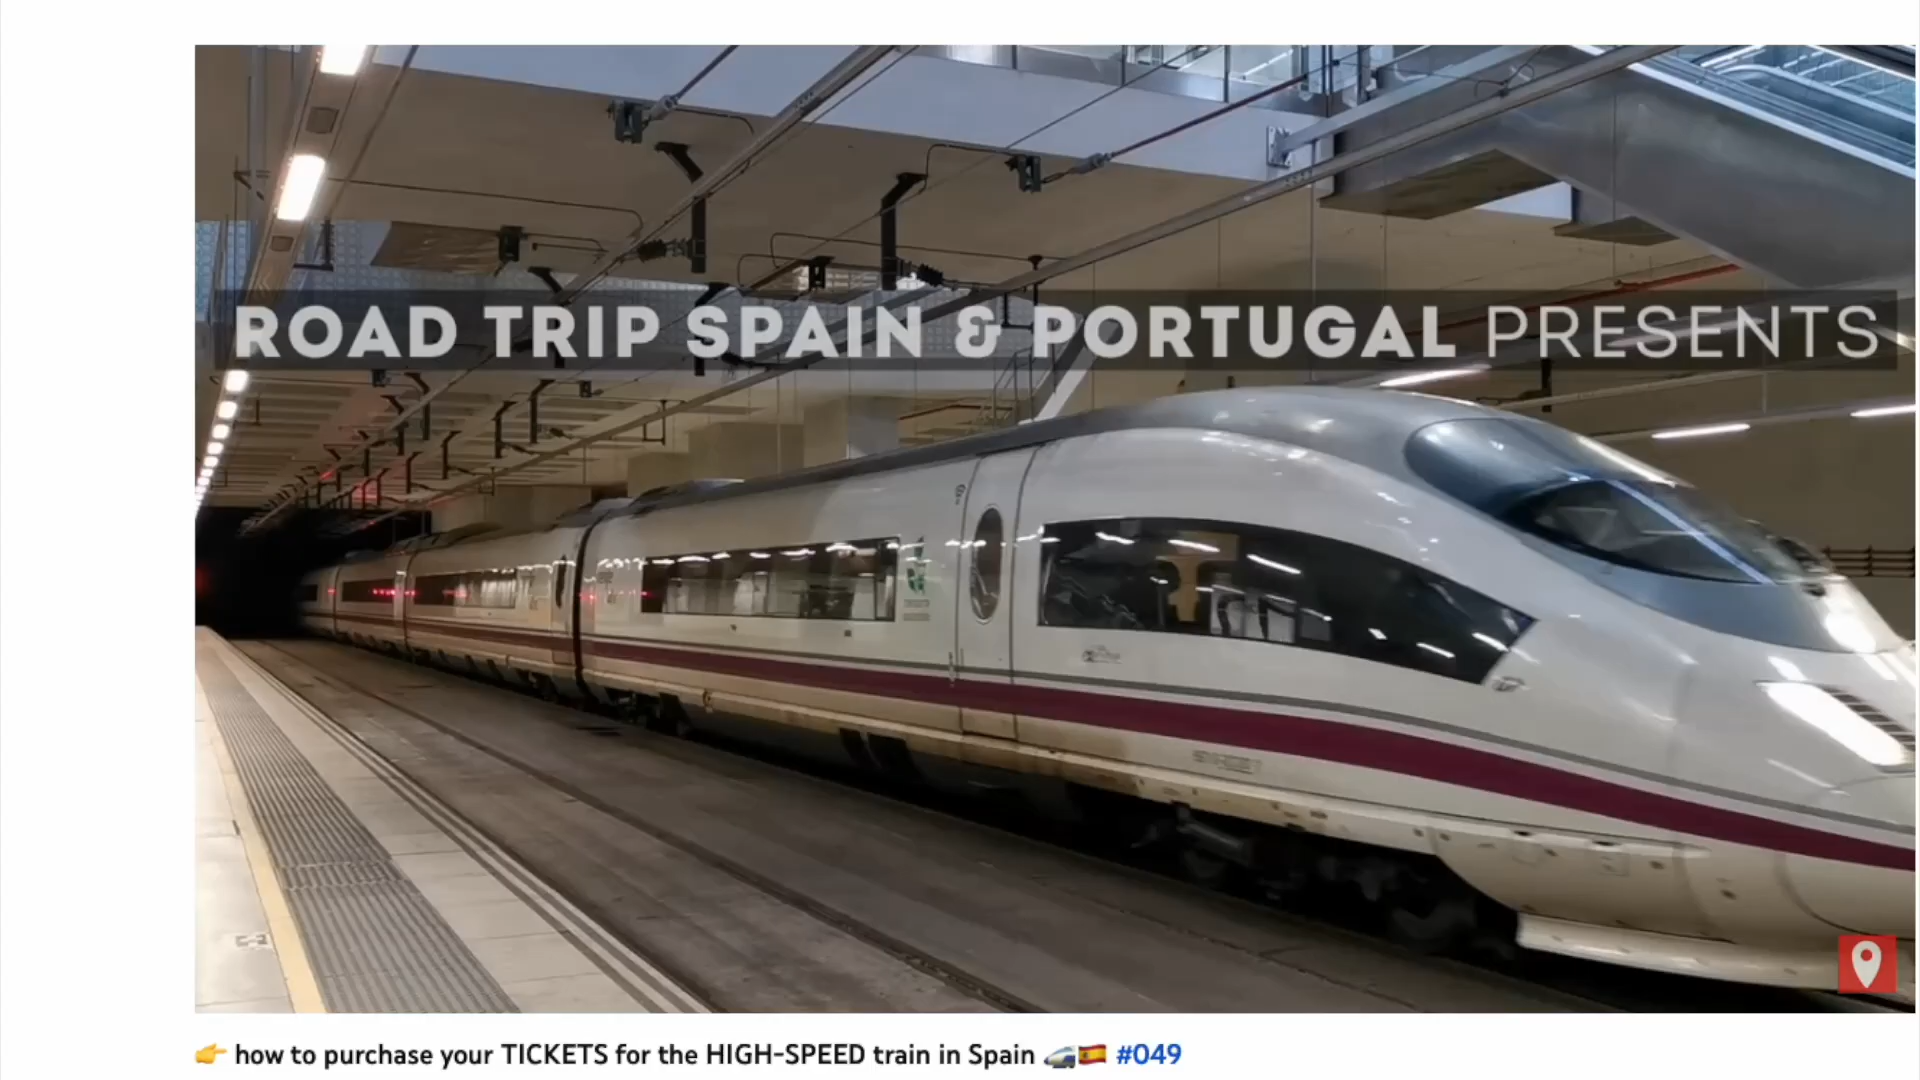 ROAD TRIP SPAIN & PORTUGAL PRESENTS
👉 how to purchase your TICKETS for the HIGH-SPEED train in Spain 🚅🇪🇸 #049